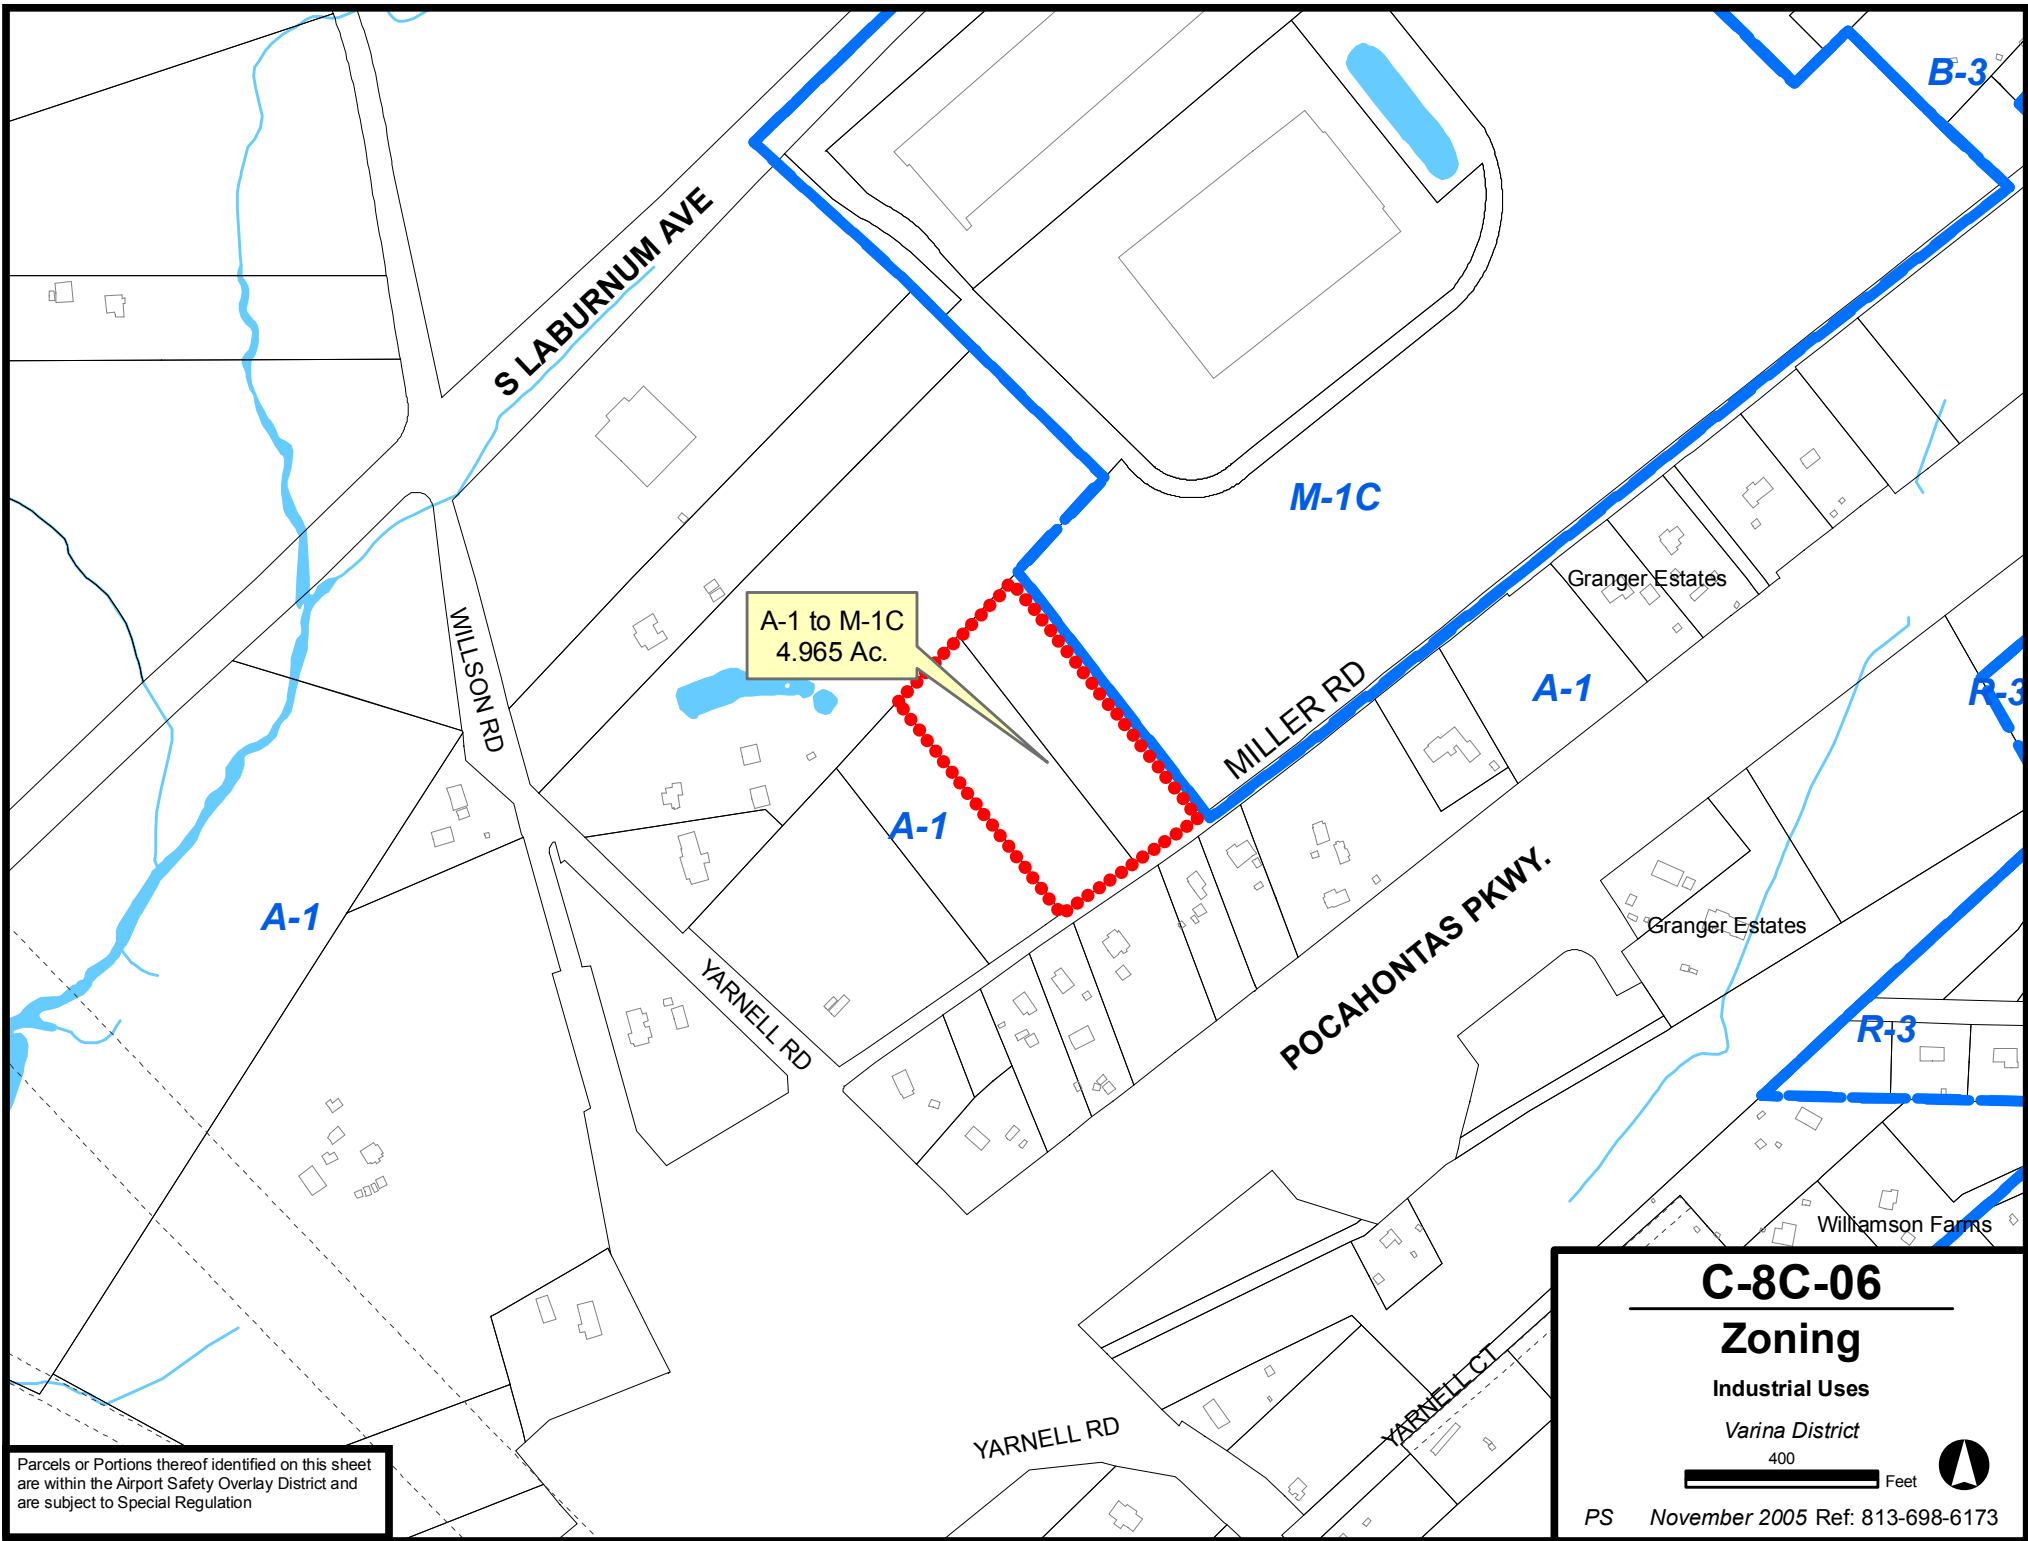 B-3
S LABURNUM AVE
M-1C
Granger Estates
A-1 to M-1C
4.965 Ac.
WILLSON RD
MILLER RD
A-1
R-3
A-1
A-1
POCAHONTAS PKWY.
Granger Estates
YARNELL RD
R-3
Williamson Farms
YARNELL CT
YARNELL RD
C-8C-06
Zoning
Industrial Uses
Varina District
400
Feet
PS November 2005 Ref: 813-698-6173
Parcels or Portions thereof identified on this sheet
are within the Airport Safety Overlay District and
are subject to Special Regulation